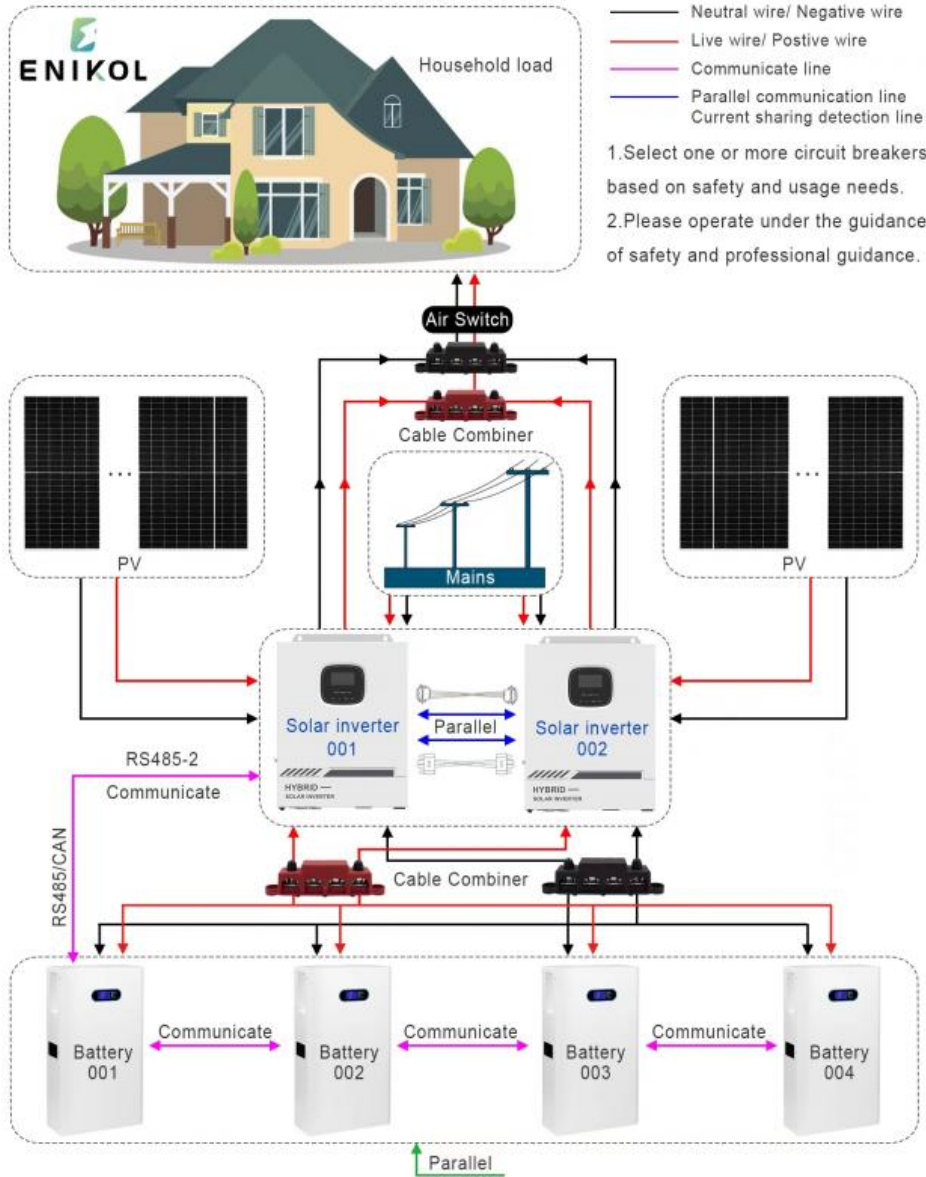 ENIKOL
Household load
Neutral wire/ Negative wire
Live wire/ Postive wire
Communicate line
Parallel communication line
Current sharing detection line
1.Select one or more circuit breakers
based on safety and usage needs.
2.Please operate under the guidance
of safety and professional guidance.
Air Switch
Cable Combiner
PV
Mains
PV
Solar inverter
001
Parallel
Solar inverter
002
HYBRID
SOLAR INVERTER
HYBRID
SOLAR INVERTER
RS485-2
Communicate
RS485/CAN
Cable Combiner
Battery
001
Communicate
Battery
002
Communicate
Battery
003
Communicate
Battery
004
Parallel